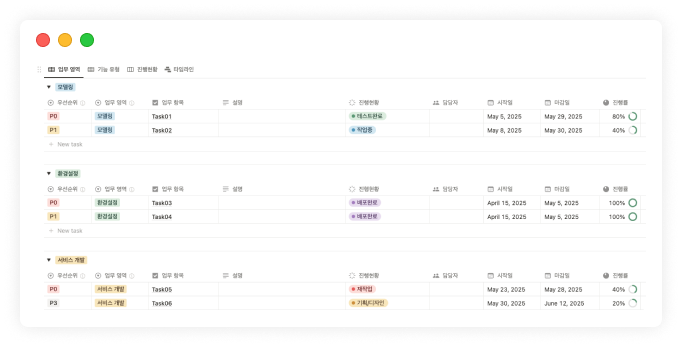 업무 영역 기능 유형 진행현황 타임라인
모델링
우선순위 업무 영역 업무 항목 설명 진행현황 담당자 시작일 마감일 진행률
P0 모델링 Task01 테스트완료 May 5, 2025 May 29, 2025 80%
P1 모델링 Task02 작업중 May 8, 2025 May 30, 2025 40%
+ New task
환경설정
우선순위 업무 영역 업무 항목 설명 진행현황 담당자 시작일 마감일 진행률
P0 환경설정 Task03 배포완료 April 15, 2025 May 5, 2025 100%
P1 환경설정 Task04 배포완료 April 15, 2025 May 5, 2025 100%
+ New task
서비스 개발
우선순위 업무 영역 업무 항목 설명 진행현황 담당자 시작일 마감일 진행률
P0 서비스 개발 Task05 재작업 May 23, 2025 May 28, 2025 40%
P3 서비스 개발 Task06 기획/디자인 May 30, 2025 June 12, 2025 20%